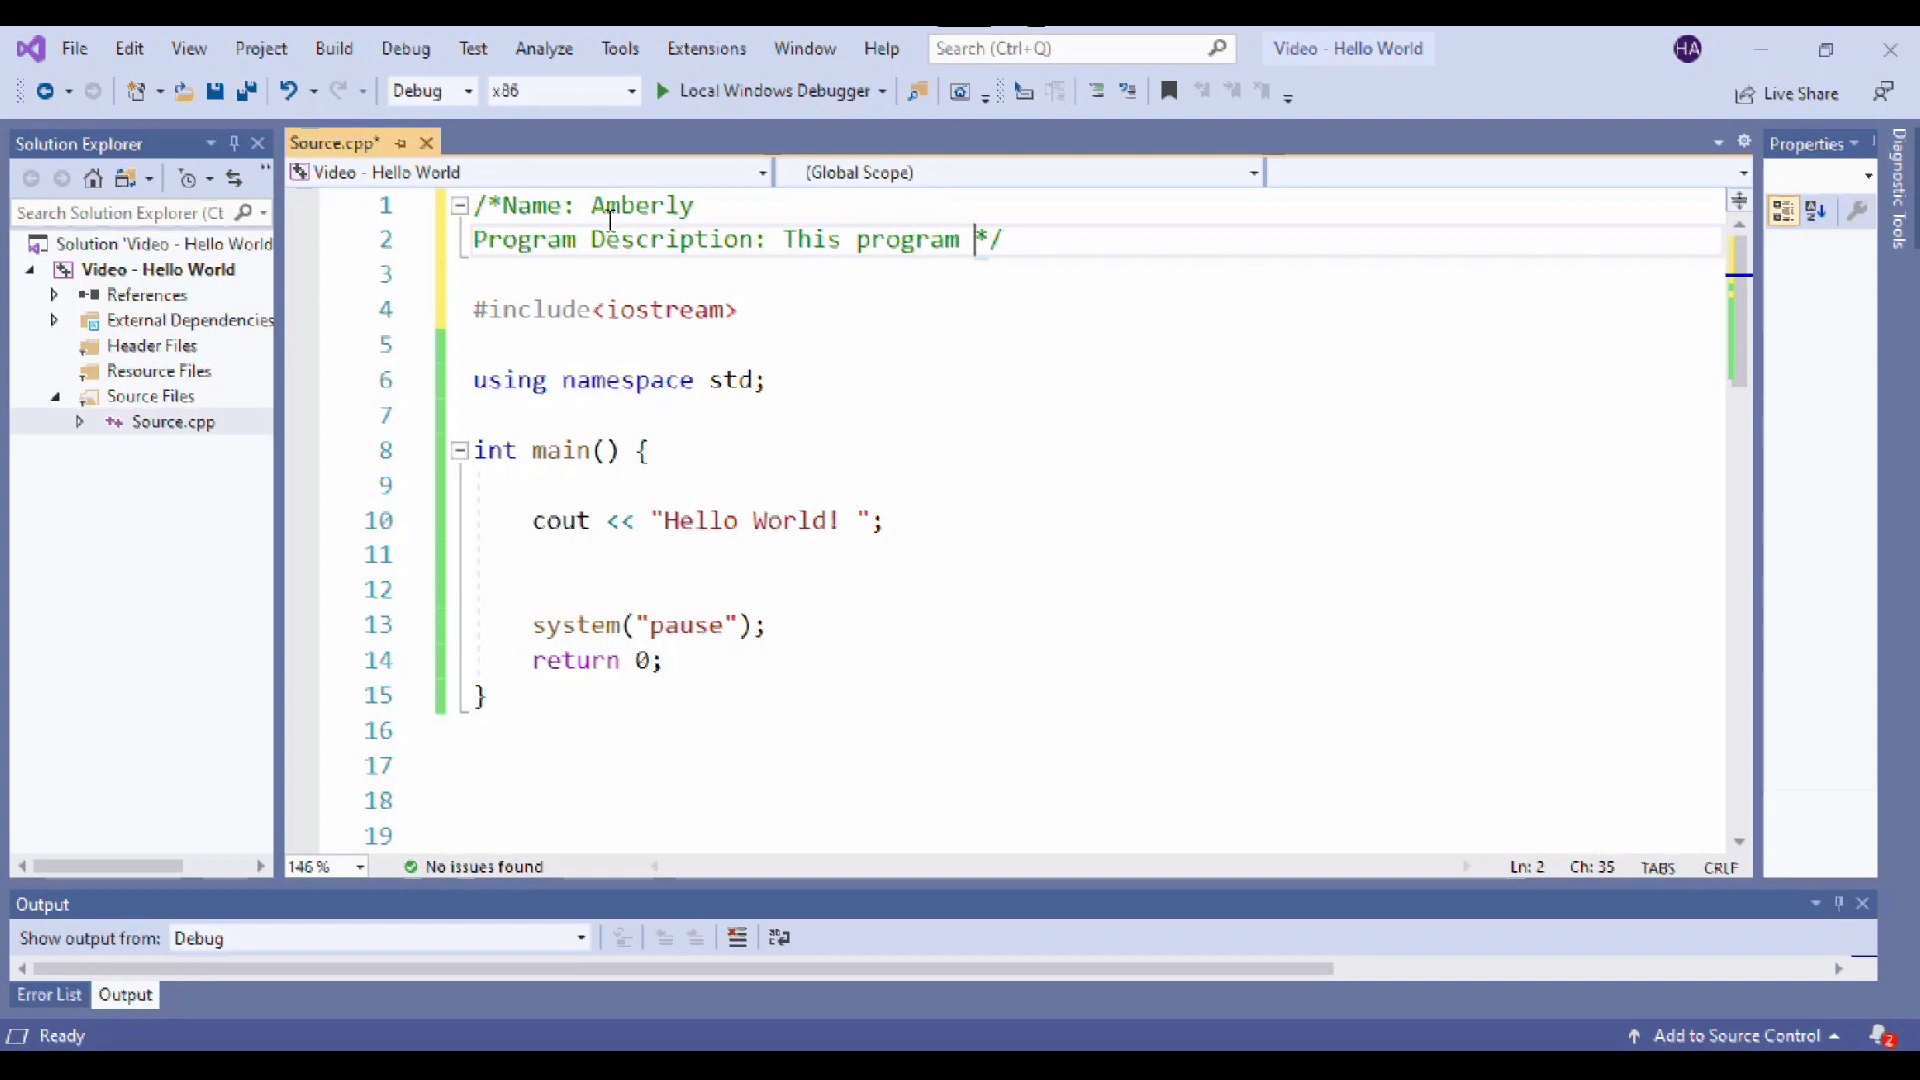 File Edit View Project Build Debug Test Analyze Tools Extensions Window Help Search (Ctrl+Q) Video - Hello World HA
Debug x86 Local Windows Debugger Live Share
Solution Explorer
Source.cpp*
Properties
Diagnostic Tools
Video - Hello World (Global Scope)
Search Solution Explorer (Ct
Solution 'Video - Hello World
Video - Hello World
References
External Dependencies
Header Files
Resource Files
Source Files
Source.cpp
1 /*Name: Amberly
2 Program Description: This program */
3
4 #include<iostream>
5
6 using namespace std;
7
8 int main() {
9
10 cout << "Hello World! ";
11
12
13 system("pause");
14 return 0;
15 }
16
17
18
19
146 % No issues found Ln: 2 Ch: 35 TABS CRLF
Output
Show output from: Debug
Error List Output
Ready Add to Source Control 2